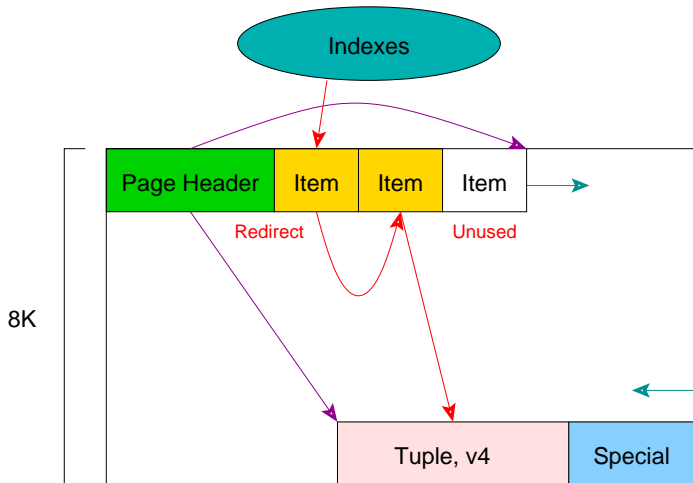 Indexes
Page Header Item Item Item
Redirect Unused
8K
Tuple, v4 Special